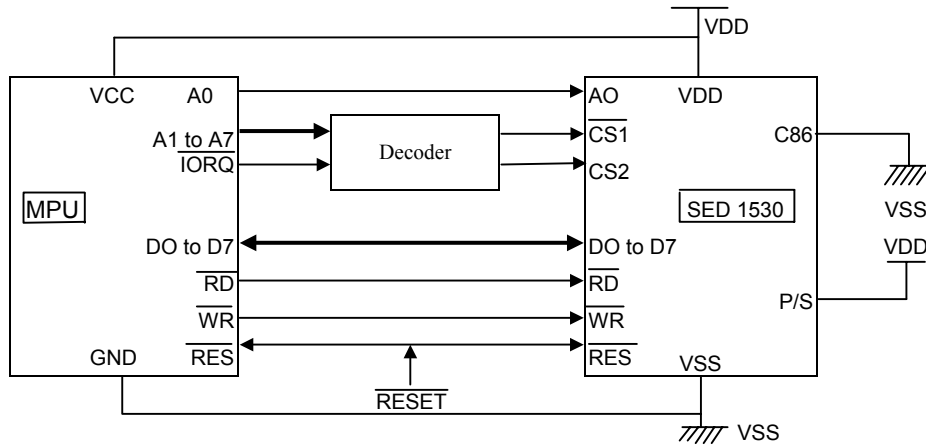 VDD
VCC A0 AO VDD
A1 to A7 Decoder CS1 C86
IORQ CS2
MPU SED 1530 VSS
DO to D7 DO to D7 VDD
RD RD
WR WR P/S
GND RES RES VSS
RESET
VSS